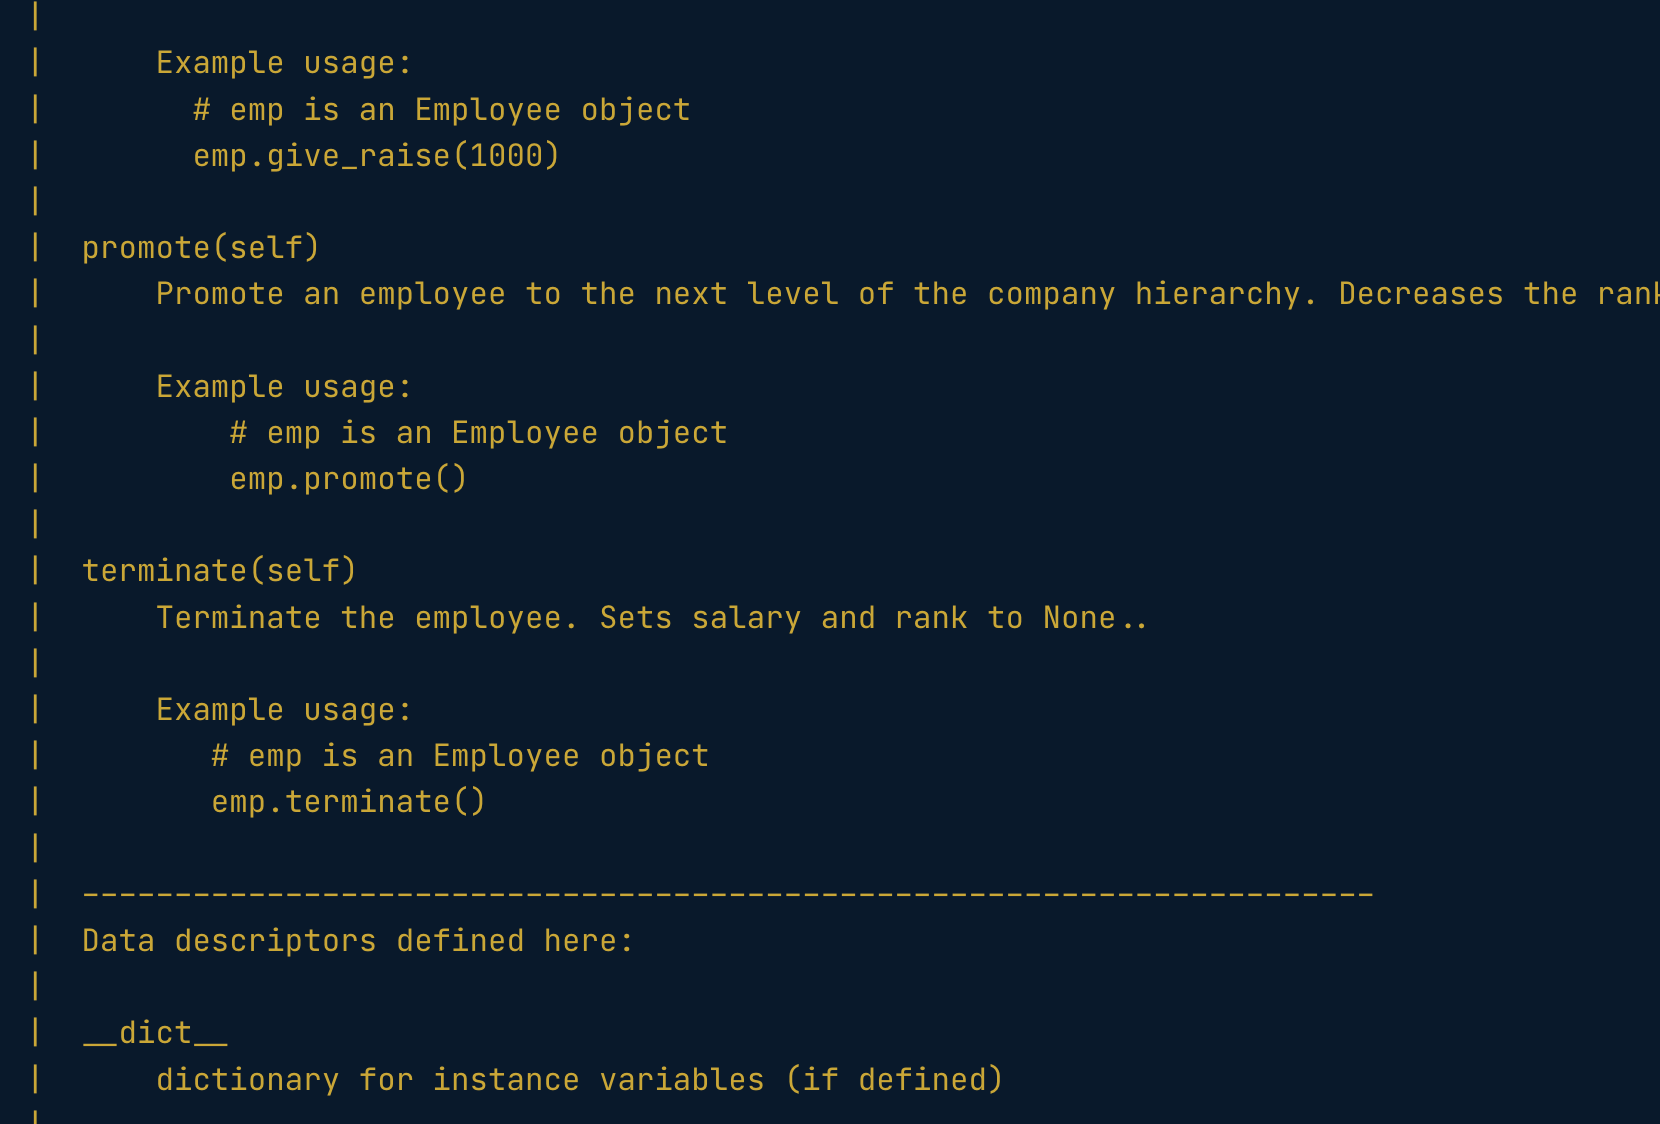 |
|      Example usage:
|        # emp is an Employee object
|        emp.give_raise(1000)
|
|  promote(self)
|      Promote an employee to the next level of the company hierarchy. Decreases the
|
|      Example usage:
|          # emp is an Employee object
|          emp.promote()
|
|  terminate(self)
|      Terminate the employee. Sets salary and rank to None..
|
|      Example usage:
|         # emp is an Employee object
|         emp.terminate()
|
|  ----------------------------------------------------------------------
|  Data descriptors defined here:
|
|  __dict__
|      dictionary for instance variables (if defined)
|